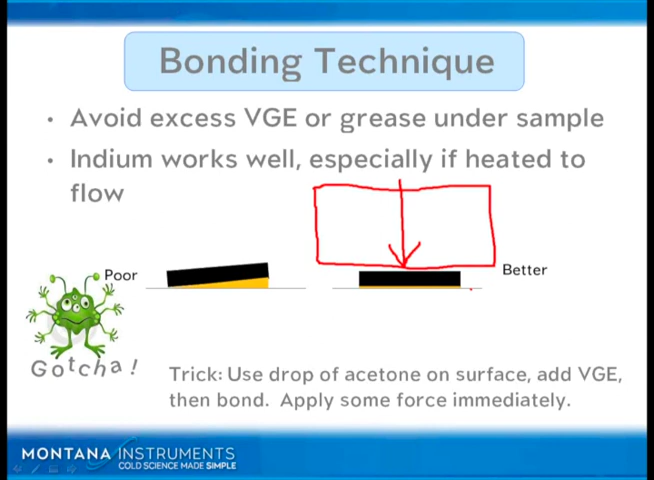 Bonding Technique
• Avoid excess VGE or grease under sample
• Indium works well, especially if heated to
flow
Poor
Better
Gotcha!
Trick: Use drop of acetone on surface, add VGE,
then bond. Apply some force immediately.
MONTANA INSTRUMENTS
COLD SCIENCE MADE SIMPLE